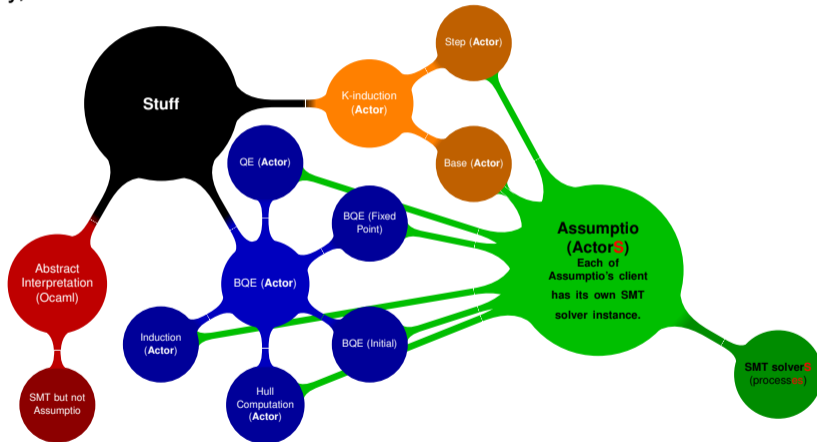 Stuff
K-induction
(Actor)
Step (Actor)
Base (Actor)
QE (Actor)
BQE (Fixed
Point)
BQE (Actor)
Induction
(Actor)
BQE (Initial)
Hull
Computation
(Actor)
Abstract
Interpretation
(Ocaml)
SMT but not
Assumptio
Assumptio
(ActorS)
Each of
Assumptio's client
has its own SMT
solver instance.
SMT solverS
(processes)